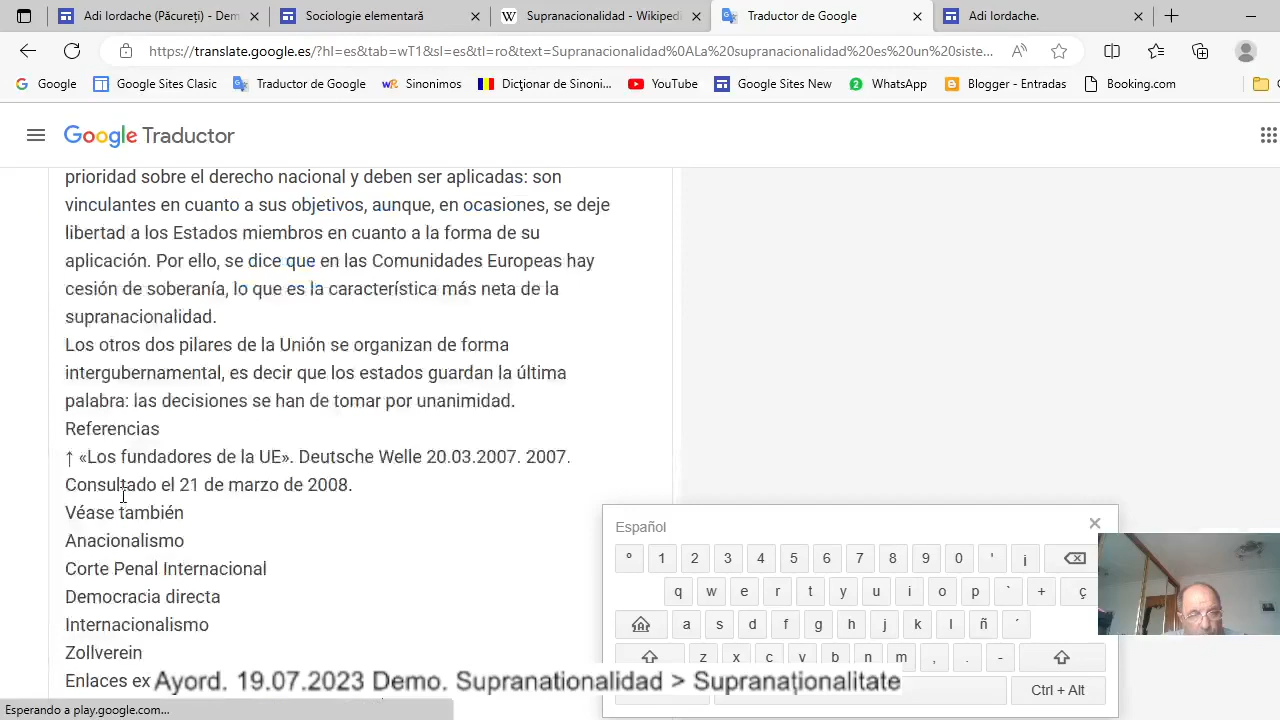 Adi Iordache (Păcureți) - Dem
Sociologie elementară
Supranacionalidad - Wikipedi
Traductor de Google
Adi Iordache.
https://translate.google.es/?hl=es&tab=wT1&sl=es&tl=ro&text=Supranacionalidad%0ALa%20supranacionalidad%20es%20un%20siste...
Google
Google Sites Clasic
Traductor de Google
Sinonimos
Dicționar de Sinoni...
YouTube
Google Sites New
WhatsApp
Blogger - Entradas
Booking.com
Google Traductor
prioridad sobre el derecho nacional y deben ser aplicadas: son
vinculantes en cuanto a sus objetivos, aunque, en ocasiones, se deje
libertad a los Estados miembros en cuanto a la forma de su
aplicación. Por ello, se dice que en las Comunidades Europeas hay
cesión de soberanía, lo que es la característica más neta de la
supranacionalidad.
Los otros dos pilares de la Unión se organizan de forma
intergubernamental, es decir que los estados guardan la última
palabra: las decisiones se han de tomar por unanimidad.
Referencias
↑ «Los fundadores de la UE». Deutsche Welle 20.03.2007. 2007.
Consultado el 21 de marzo de 2008.
Véase también
Anacionalismo
Corte Penal Internacional
Democracia directa
Internacionalismo
Zollverein
Enlaces ex
Español
º 1 2 3 4 5 6 7 8 9 0 ' ¡
q w e r t y u i o p ` + ç
a s d f g h j k l ñ ´
z x c v b n m , . -
Ctrl + Alt
Ayord. 19.07.2023 Demo. Supranationalidad > Supranaționalitate
Esperando a play.google.com...